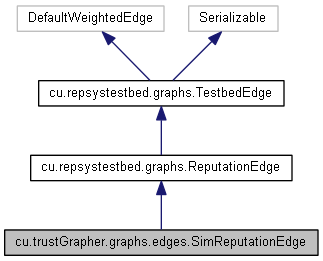 DefaultWeightedEdge
Serializable
cu.repsystestbed.graphs.TestbedEdge
cu.repsystestbed.graphs.ReputationEdge
cu.trustGrapher.graphs.edges.SimReputationEdge